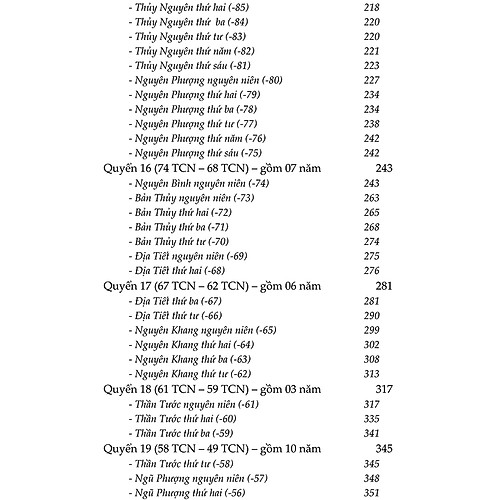 - Thủy Nguyên thứ hai (-85) 218
- Thủy Nguyên thứ ba (-84) 220
- Thủy Nguyên thứ tư (-83) 220
- Thủy Nguyên thứ năm (-82) 221
- Thủy Nguyên thứ sáu (-81) 223
- Nguyên Phượng nguyên niên (-80) 227
- Nguyên Phượng thứ hai (-79) 234
- Nguyên Phượng thứ ba (-78) 234
- Nguyên Phượng thứ tư (-77) 238
- Nguyên Phượng thứ năm (-76) 242
- Nguyên Phượng thứ sáu (-75) 242
Quyển 16 (74 TCN – 68 TCN) – gồm 07 năm 243
- Nguyên Bình nguyên niên (-74) 243
- Bản Thủy nguyên niên (-73) 263
- Bản Thủy thứ hai (-72) 265
- Bản Thủy thứ ba (-71) 268
- Bản Thủy thứ tư (-70) 274
- Địa Tiết nguyên niên (-69) 275
- Địa Tiết thứ hai (-68) 276
Quyển 17 (67 TCN – 62 TCN) – gồm 06 năm 281
- Địa Tiết thứ ba (-67) 281
- Địa Tiết thứ tư (-66) 290
- Nguyên Khang nguyên niên (-65) 299
- Nguyên Khang thứ hai (-64) 302
- Nguyên Khang thứ ba (-63) 308
- Nguyên Khang thứ tư (-62) 313
Quyển 18 (61 TCN – 59 TCN) – gồm 03 năm 317
- Thần Tước nguyên niên (-61) 317
- Thần Tước thứ hai (-60) 335
- Thần Tước thứ ba (-59) 341
Quyển 19 (58 TCN – 49 TCN) – gồm 10 năm 345
- Thần Tước thứ tư (-58) 345
- Ngũ Phượng nguyên niên (-57) 348
- Ngũ Phượng thứ hai (-56) 351